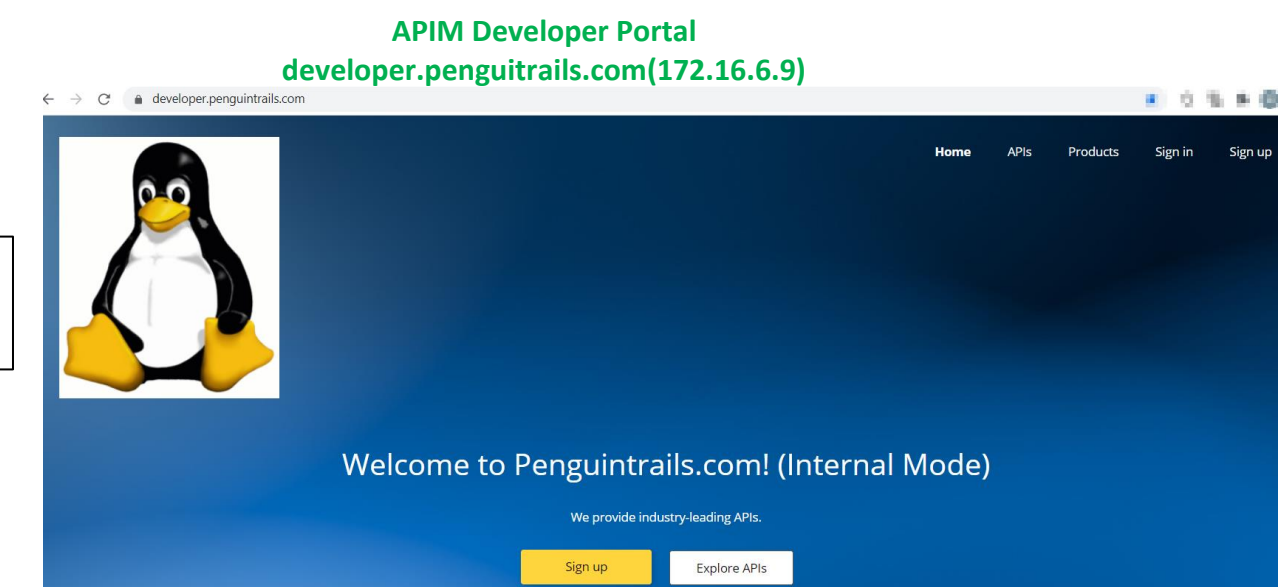 APIM Developer Portal
developer.penguitrails.com(172.16.6.9)
developer.penguintrails.com
Home APIs Products Sign in Sign up
Welcome to Penguintrails.com! (Internal Mode)
We provide industry-leading APIs.
Sign up Explore APIs